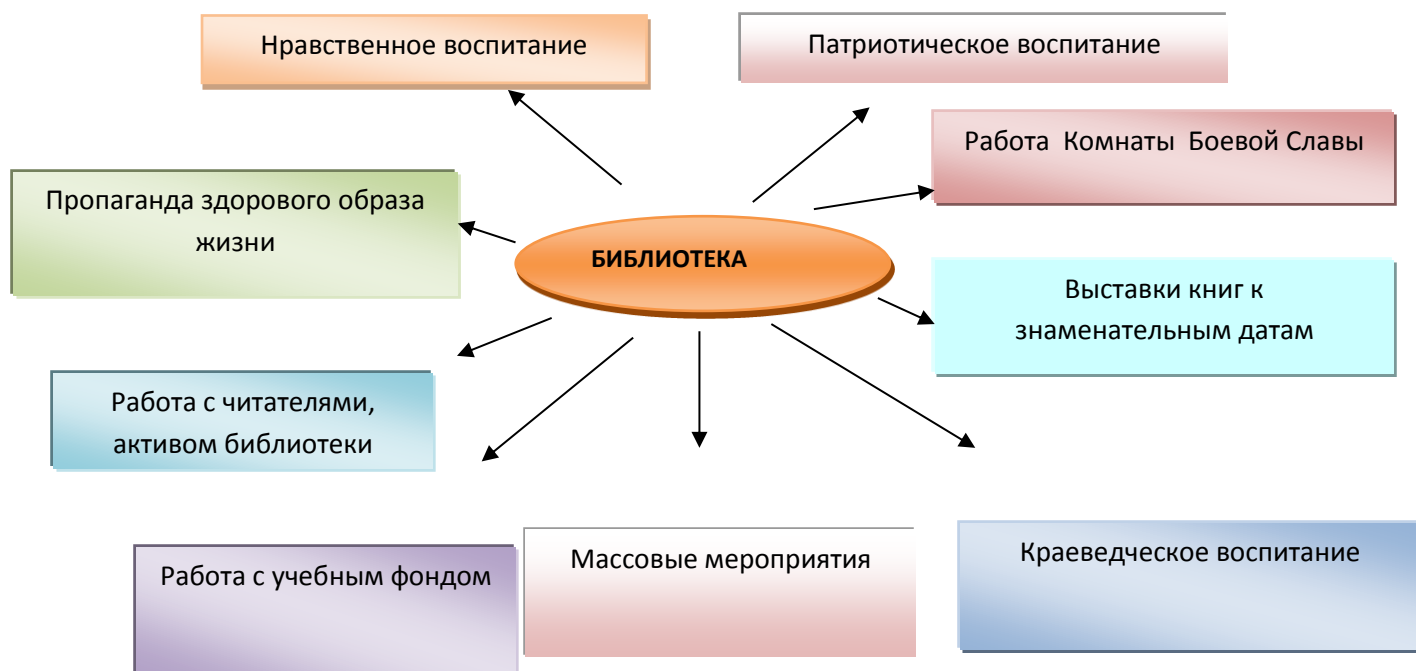 Нравственное воспитание
Патриотическое воспитание
Работа Комнаты Боевой Славы
Пропаганда здорового образа
жизни
БИБЛИОТЕКА
Выставки книг к
знаменательным датам
Работа с читателями,
активом библиотеки
Работа с учебным фондом
Массовые мероприятия
Краеведческое воспитание